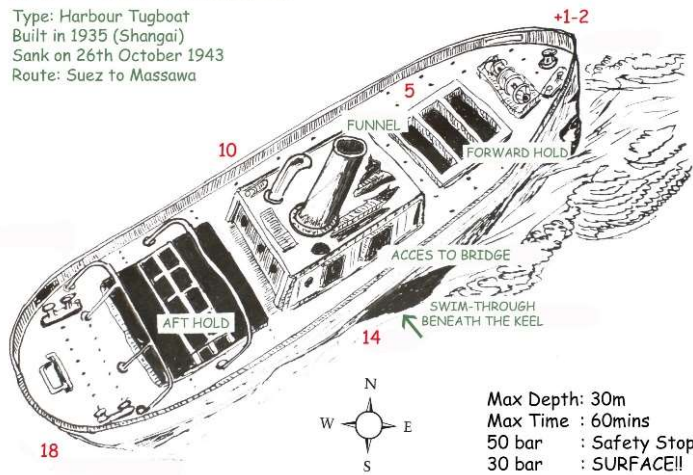 Type: Harbour Tugboat
Built in 1935 (Shangai)
Sank on 26th October 1943
Route: Suez to Massawa
+1-2
5
FUNNEL
FORWARD HOLD
10
ACCES TO BRIDGE
AFT HOLD
SWIM-THROUGH
BENEATH THE KEEL
14
18
N
W
E
S
Max Depth: 30m
Max Time : 60mins
50 bar : Safety Stop
30 bar : SURFACE!!